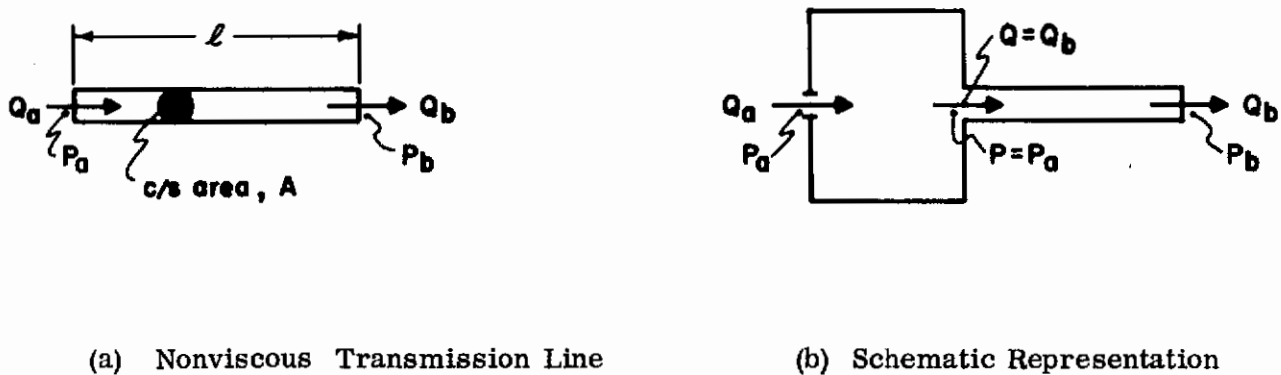 ℓ
Qa
Qb
Pa
Pb
c/s area, A
(a) Nonviscous Transmission Line
Q=Qb
Qa
Qb
Pa
P=Pa
Pb
(b) Schematic Representation